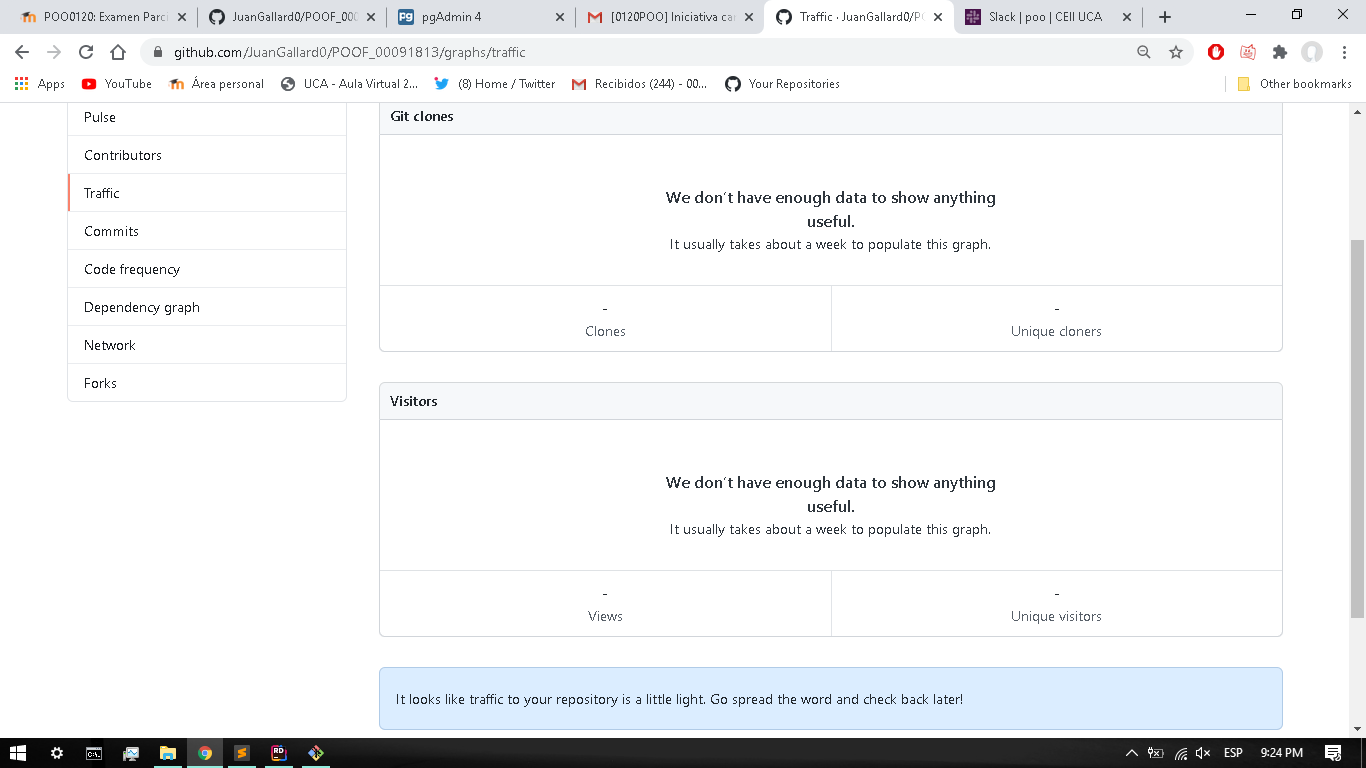 POO0120: Examen Parci
JuanGallard0/POOF_000
pgAdmin 4
[0120POO] Iniciativa car
Traffic · JuanGallard0/PO
Slack | poo | CEII UCA
github.com/JuanGallard0/POOF_00091813/graphs/traffic
Apps
YouTube
Área personal
UCA - Aula Virtual 2...
(8) Home / Twitter
Recibidos (244) - 00...
Your Repositories
Other bookmarks
Pulse
Contributors
Traffic
Commits
Code frequency
Dependency graph
Network
Forks
Git clones
We don't have enough data to show anything
useful.
It usually takes about a week to populate this graph.
-
Clones
-
Unique cloners
Visitors
We don't have enough data to show anything
useful.
It usually takes about a week to populate this graph.
-
Views
-
Unique visitors
It looks like traffic to your repository is a little light. Go spread the word and check back later!
ESP
9:24 PM